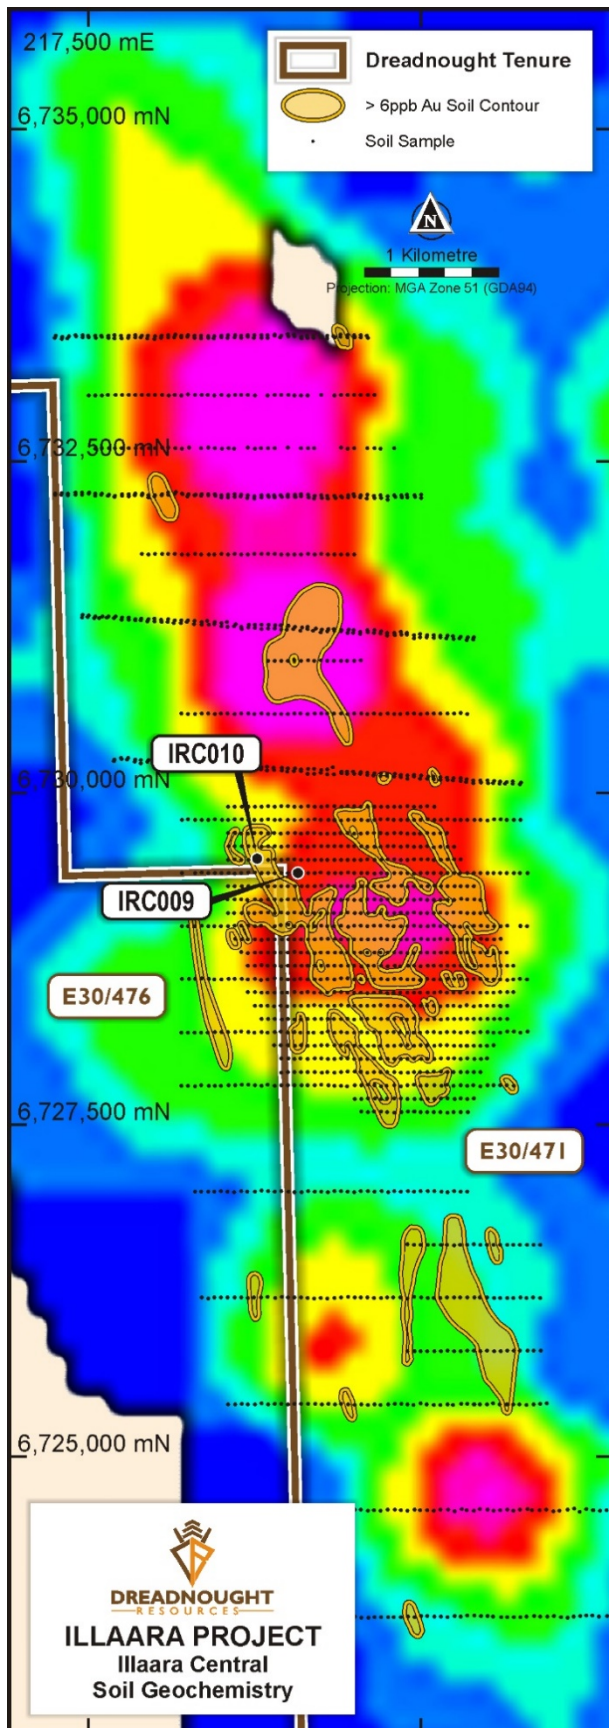 217,500 mE
Dreadnought Tenure
6,735,000 mN
> 6ppb Au Soil Contour
Soil Sample
N
1 Kilometre
Projection: MGA Zone 51 (GDA94)
6,732,500 mN
IRC010
6,730,000 mN
IRC009
E30/476
6,727,500 mN
E30/471
6,725,000 mN
DREADNOUGHT
RESOURCES
ILLAARA PROJECT
Illaara Central
Soil Geochemistry